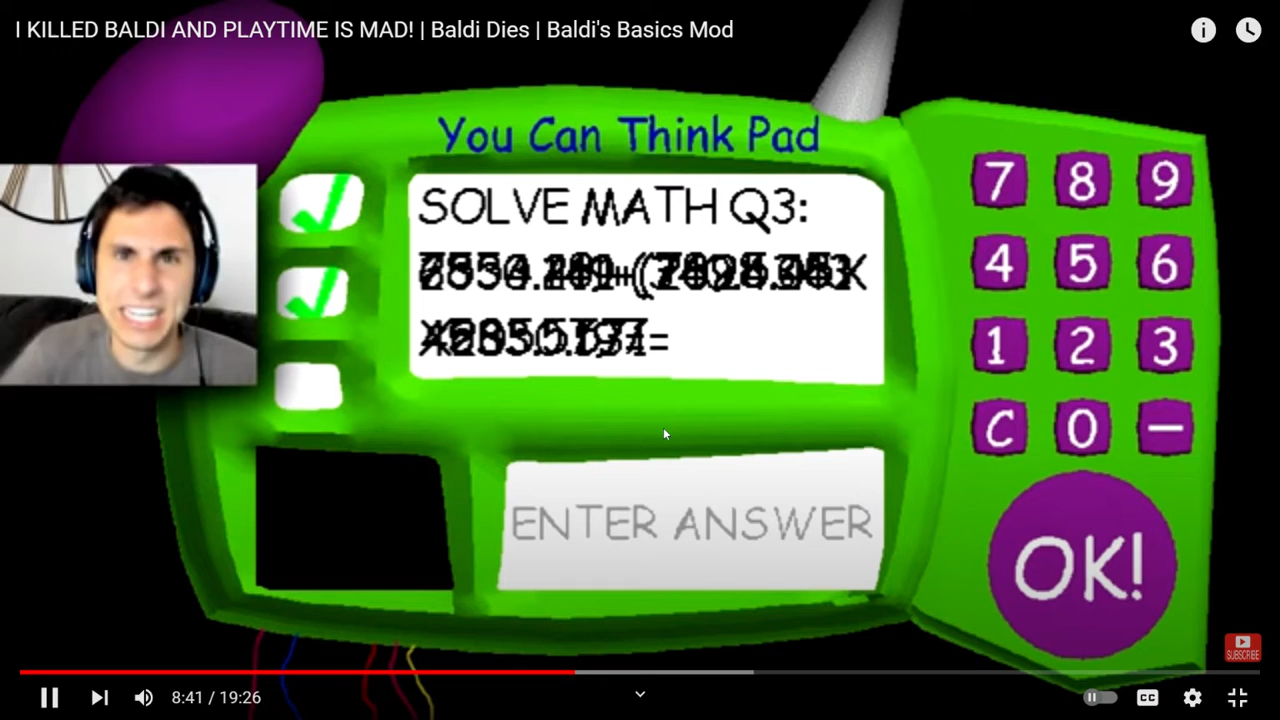 I KILLED BALDI AND PLAYTIME IS MAD! | Baldi Dies | Baldi's Basics Mod
You Can Think Pad
SOLVE MATH Q3:
=
ENTER ANSWER
7 8 9
4 5 6
1 2 3
C 0 –
OK!
SUBSCRIBE
8:41 / 19:26
CC